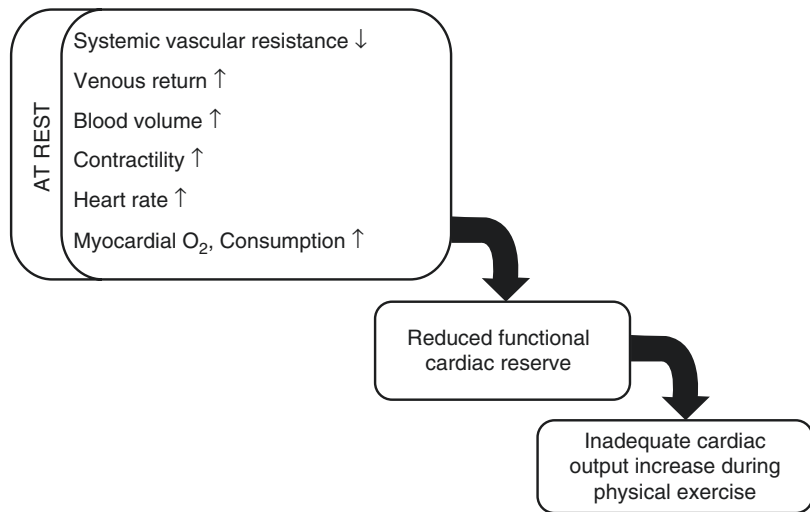 AT REST
Systemic vascular resistance ↓
Venous return ↑
Blood volume ↑
Contractility ↑
Heart rate ↑
Myocardial O₂, Consumption ↑
Reduced functional
cardiac reserve
Inadequate cardiac
output increase during
physical exercise